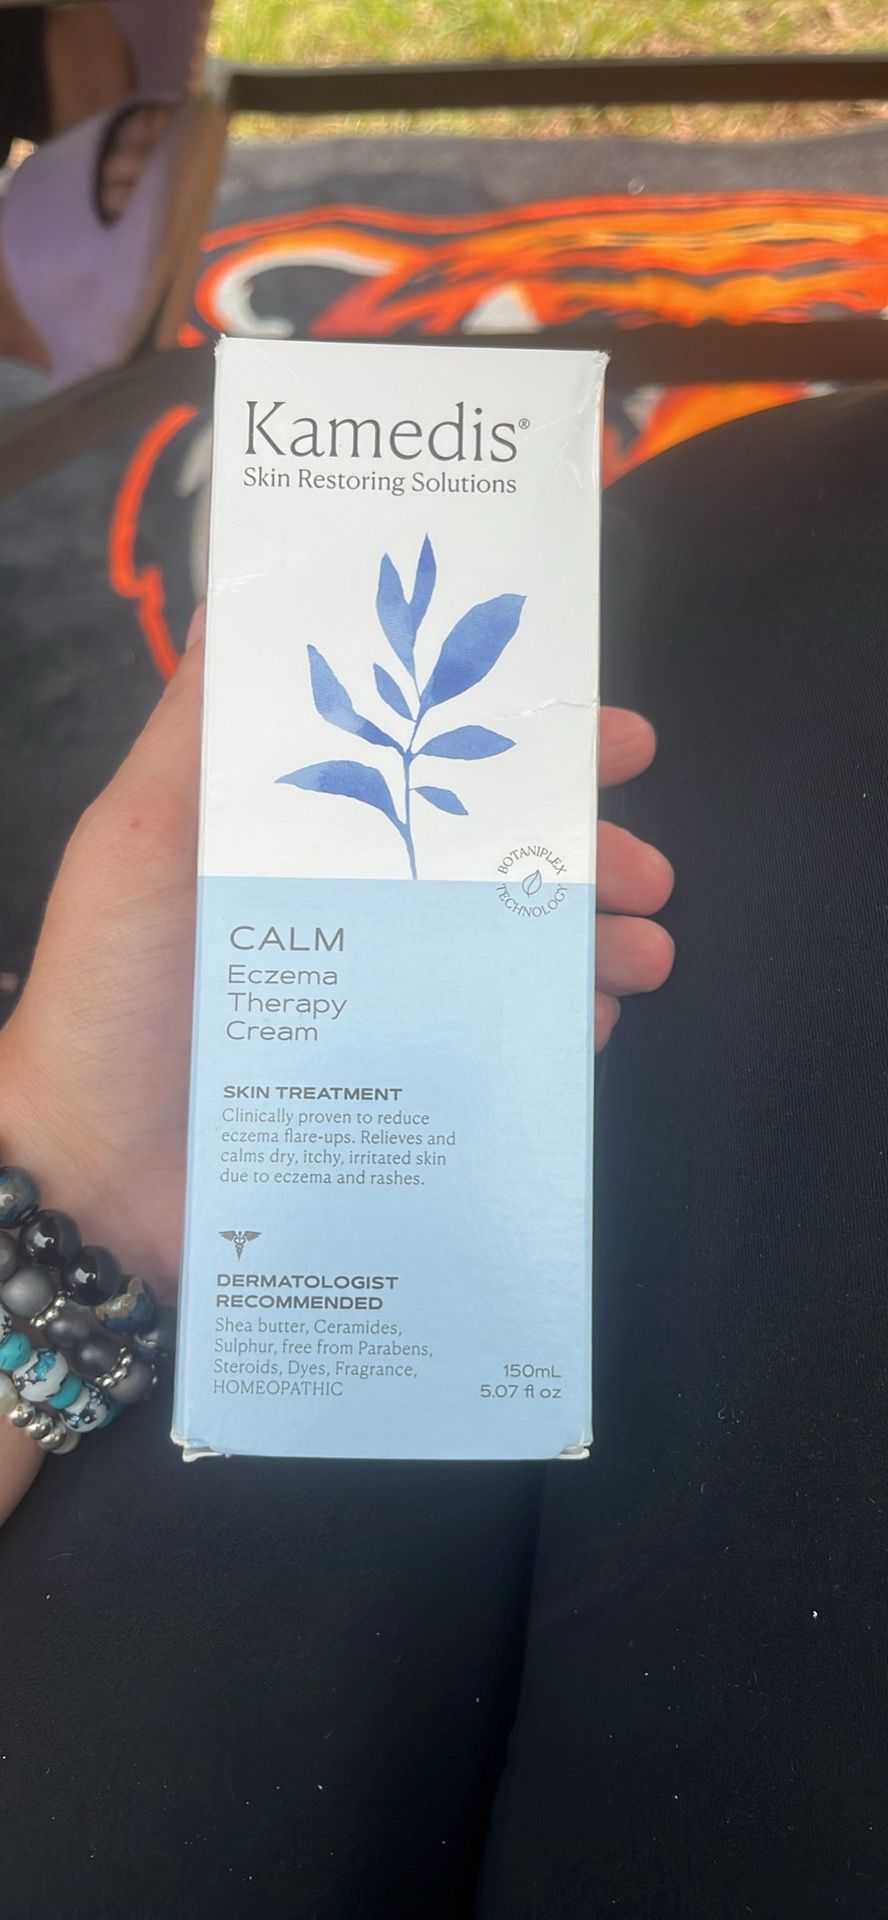 Kamedis®
Skin Restoring Solutions
BOTANIPLEX
TECHNOLOGY
CALM
Eczema
Therapy
Cream
SKIN TREATMENT
Clinically proven to reduce
eczema flare-ups. Relieves and
calms dry, itchy, irritated skin
due to eczema and rashes.
DERMATOLOGIST
RECOMMENDED
Shea butter, Ceramides,
Sulphur, free from Parabens,
Steroids, Dyes, Fragrance,
HOMEOPATHIC
150mL
5.07 fl oz